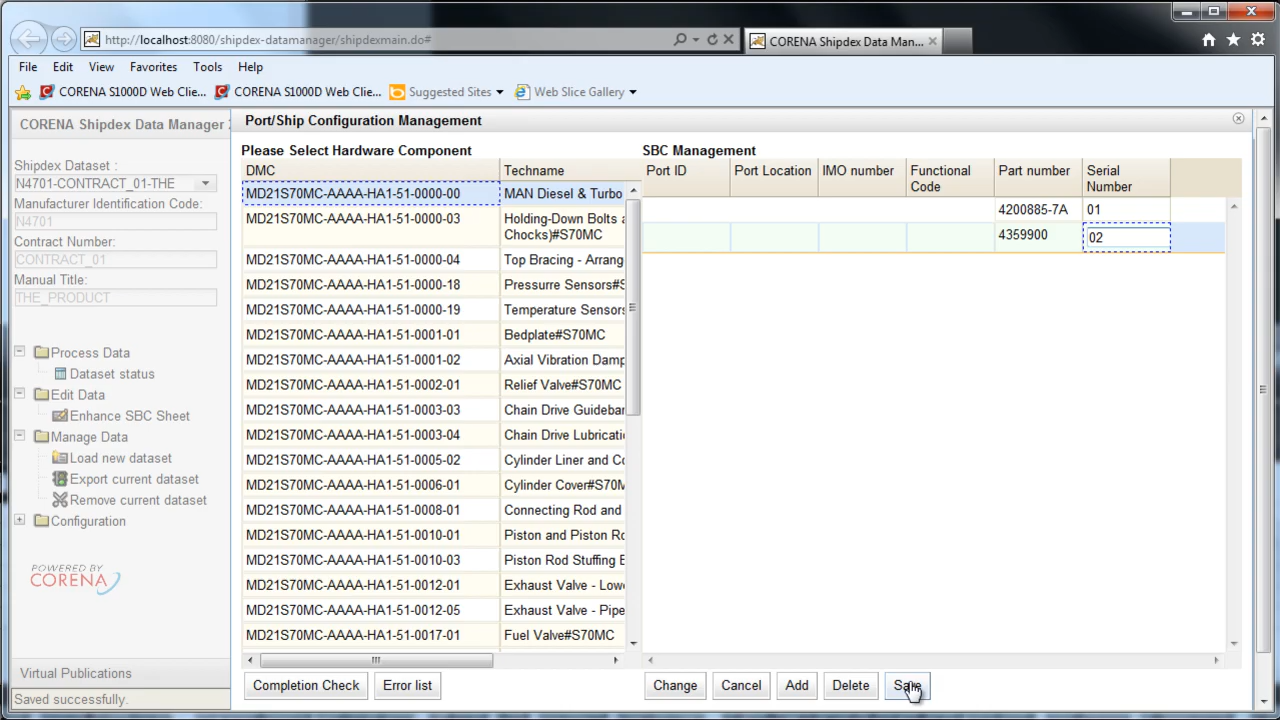 http://localhost:8080/shipdex-datamanager/shipdexmain.do#
CORENA Shipdex Data Man...
File Edit View Favorites Tools Help
CORENA S1000D Web Clie...
CORENA S1000D Web Clie...
Suggested Sites
Web Slice Gallery
CORENA Shipdex Data Manager
Shipdex Dataset :
N4701-CONTRACT_01-THE
Manufacturer Identification Code:
N4701
Contract Number:
CONTRACT_01
Manual Title:
THE_PRODUCT
Process Data
Dataset status
Edit Data
Enhance SBC Sheet
Manage Data
Load new dataset
Export current dataset
Remove current dataset
Configuration
POWERED BY
CORENA
Virtual Publications
Saved successfully.
Port/Ship Configuration Management
Please Select Hardware Component
DMC Techname
MD21S70MC-AAAA-HA1-51-0000-00 MAN Diesel & Turbo
MD21S70MC-AAAA-HA1-51-0000-03 Holding-Down Bolts
Chocks)#S70MC
MD21S70MC-AAAA-HA1-51-0000-04 Top Bracing - Arrang
MD21S70MC-AAAA-HA1-51-0000-18 Pressurre Sensors#S
MD21S70MC-AAAA-HA1-51-0000-19 Temperature Sensors
MD21S70MC-AAAA-HA1-51-0001-01 Bedplate#S70MC
MD21S70MC-AAAA-HA1-51-0001-02 Axial Vibration Damp
MD21S70MC-AAAA-HA1-51-0002-01 Relief Valve#S70MC
MD21S70MC-AAAA-HA1-51-0003-03 Chain Drive Guidebar
MD21S70MC-AAAA-HA1-51-0003-04 Chain Drive Lubricati
MD21S70MC-AAAA-HA1-51-0005-02 Cylinder Liner and Co
MD21S70MC-AAAA-HA1-51-0006-01 Cylinder Cover#S70M
MD21S70MC-AAAA-HA1-51-0008-01 Connecting Rod and
MD21S70MC-AAAA-HA1-51-0010-01 Piston and Piston Ro
MD21S70MC-AAAA-HA1-51-0010-03 Piston Rod Stuffing B
MD21S70MC-AAAA-HA1-51-0012-01 Exhaust Valve - Low
MD21S70MC-AAAA-HA1-51-0012-05 Exhaust Valve - Pipe
MD21S70MC-AAAA-HA1-51-0017-01 Fuel Valve#S70MC
Completion Check
Error list
SBC Management
Port ID Port Location IMO number Functional Code Part number Serial Number
4200885-7A 01
4359900 02
Change
Cancel
Add
Delete
Save